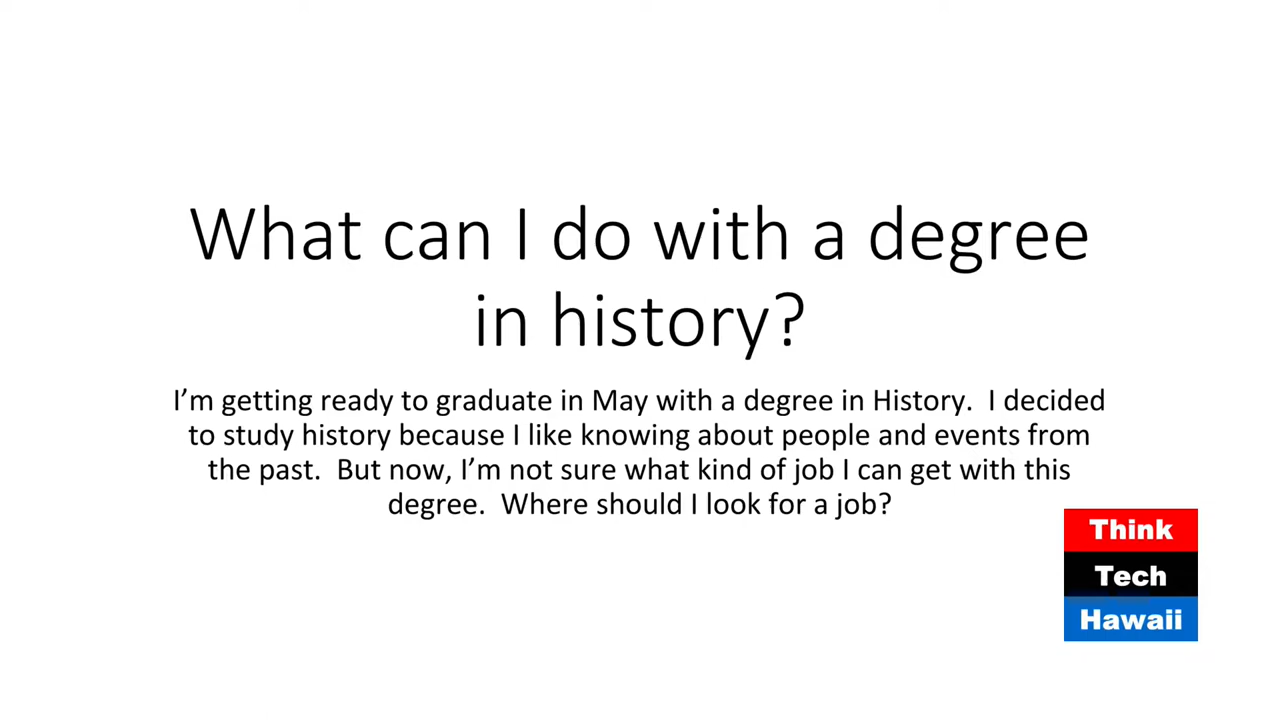 What can I do with a degree
in history?
I’m getting ready to graduate in May with a degree in History.  I decided
to study history because I like knowing about people and events from
the past.  But now, I’m not sure what kind of job I can get with this
degree.  Where should I look for a job?
Think
Tech
Hawaii